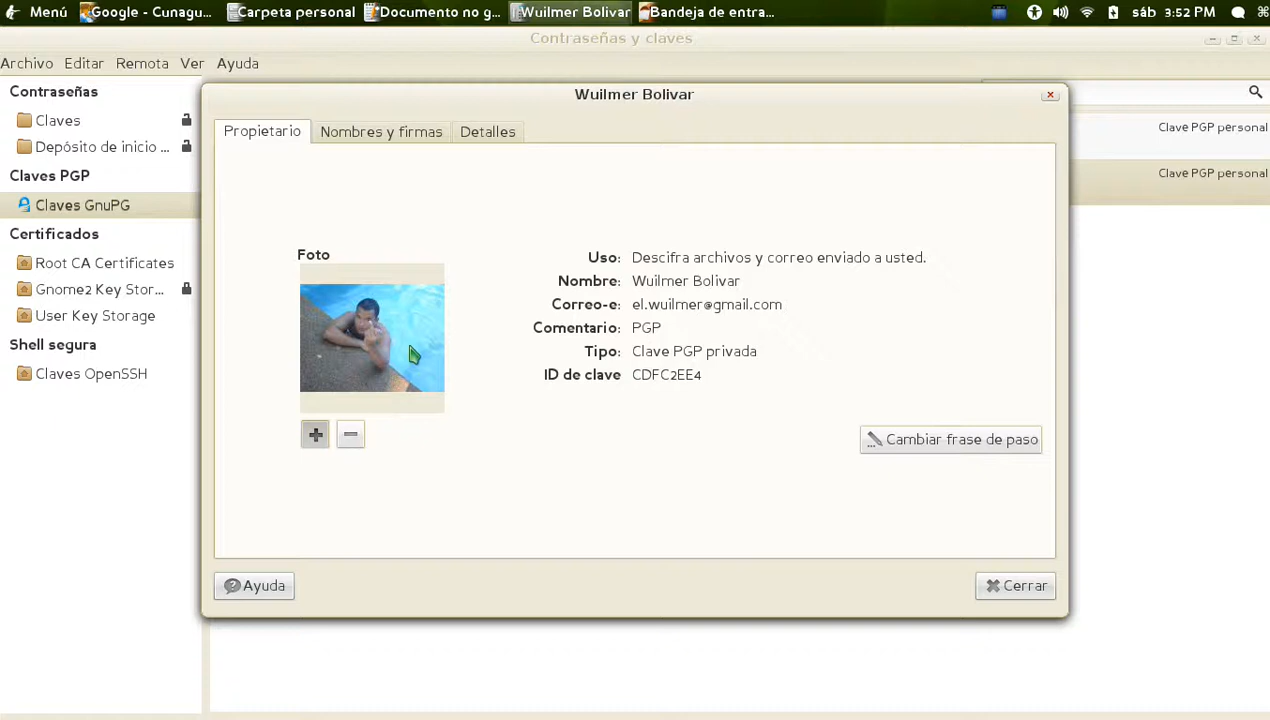 Menú Google - Cunagu... Carpeta personal Documento no g... Wuilmer Bolivar Bandeja de entra... sáb 3:52 PM
Contraseñas y claves
Archivo Editar Remota Ver Ayuda
Contraseñas
Claves
Depósito de inicio ...
Claves PGP
Claves GnuPG
Certificados
Root CA Certificates
Gnome2 Key Stor...
User Key Storage
Shell segura
Claves OpenSSH
Wuilmer Bolivar
Propietario Nombres y firmas Detalles
Foto
Uso: Descifra archivos y correo enviado a usted.
Nombre: Wuilmer Bolivar
Correo-e: el.wuilmer@gmail.com
Comentario: PGP
Tipo: Clave PGP privada
ID de clave CDFC2EE4
Cambiar frase de paso
Ayuda Cerrar
Clave PGP personal
Clave PGP personal